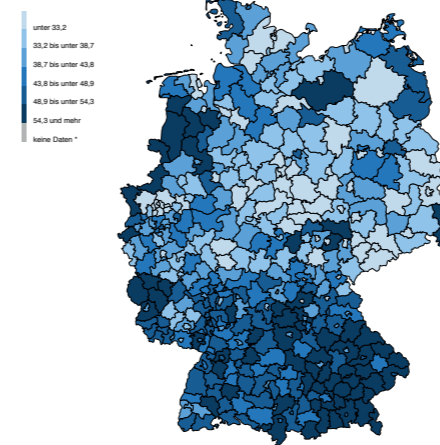 unter 33,2
33,2 bis unter 38,7
38,7 bis unter 43,8
43,8 bis unter 48,9
48,9 bis unter 54,3
54,3 und mehr
keine Daten *